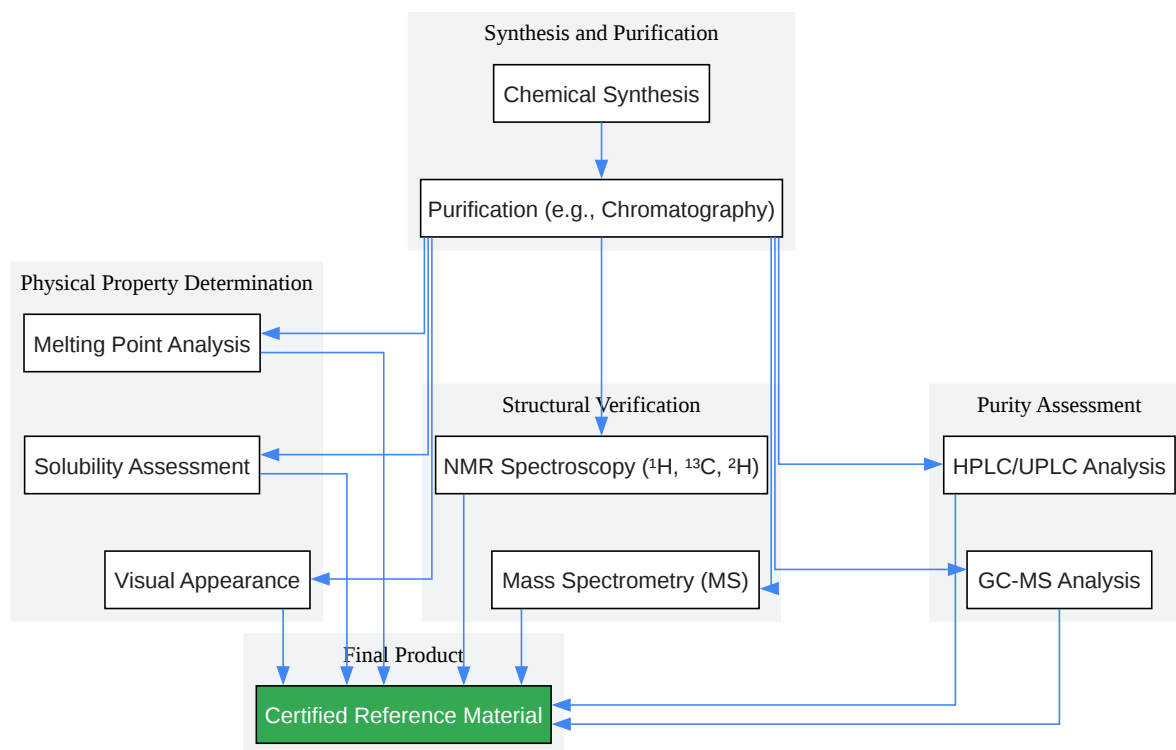 Synthesis and Purification
Chemical Synthesis
Purification (e.g., Chromatography)
Physical Property Determination
Melting Point Analysis
Solubility Assessment
Visual Appearance
Structural Verification
NMR Spectroscopy (¹H, ¹³C, ²H)
Mass Spectrometry (MS)
Purity Assessment
HPLC/UPLC Analysis
GC-MS Analysis
Final Product
Certified Reference Material